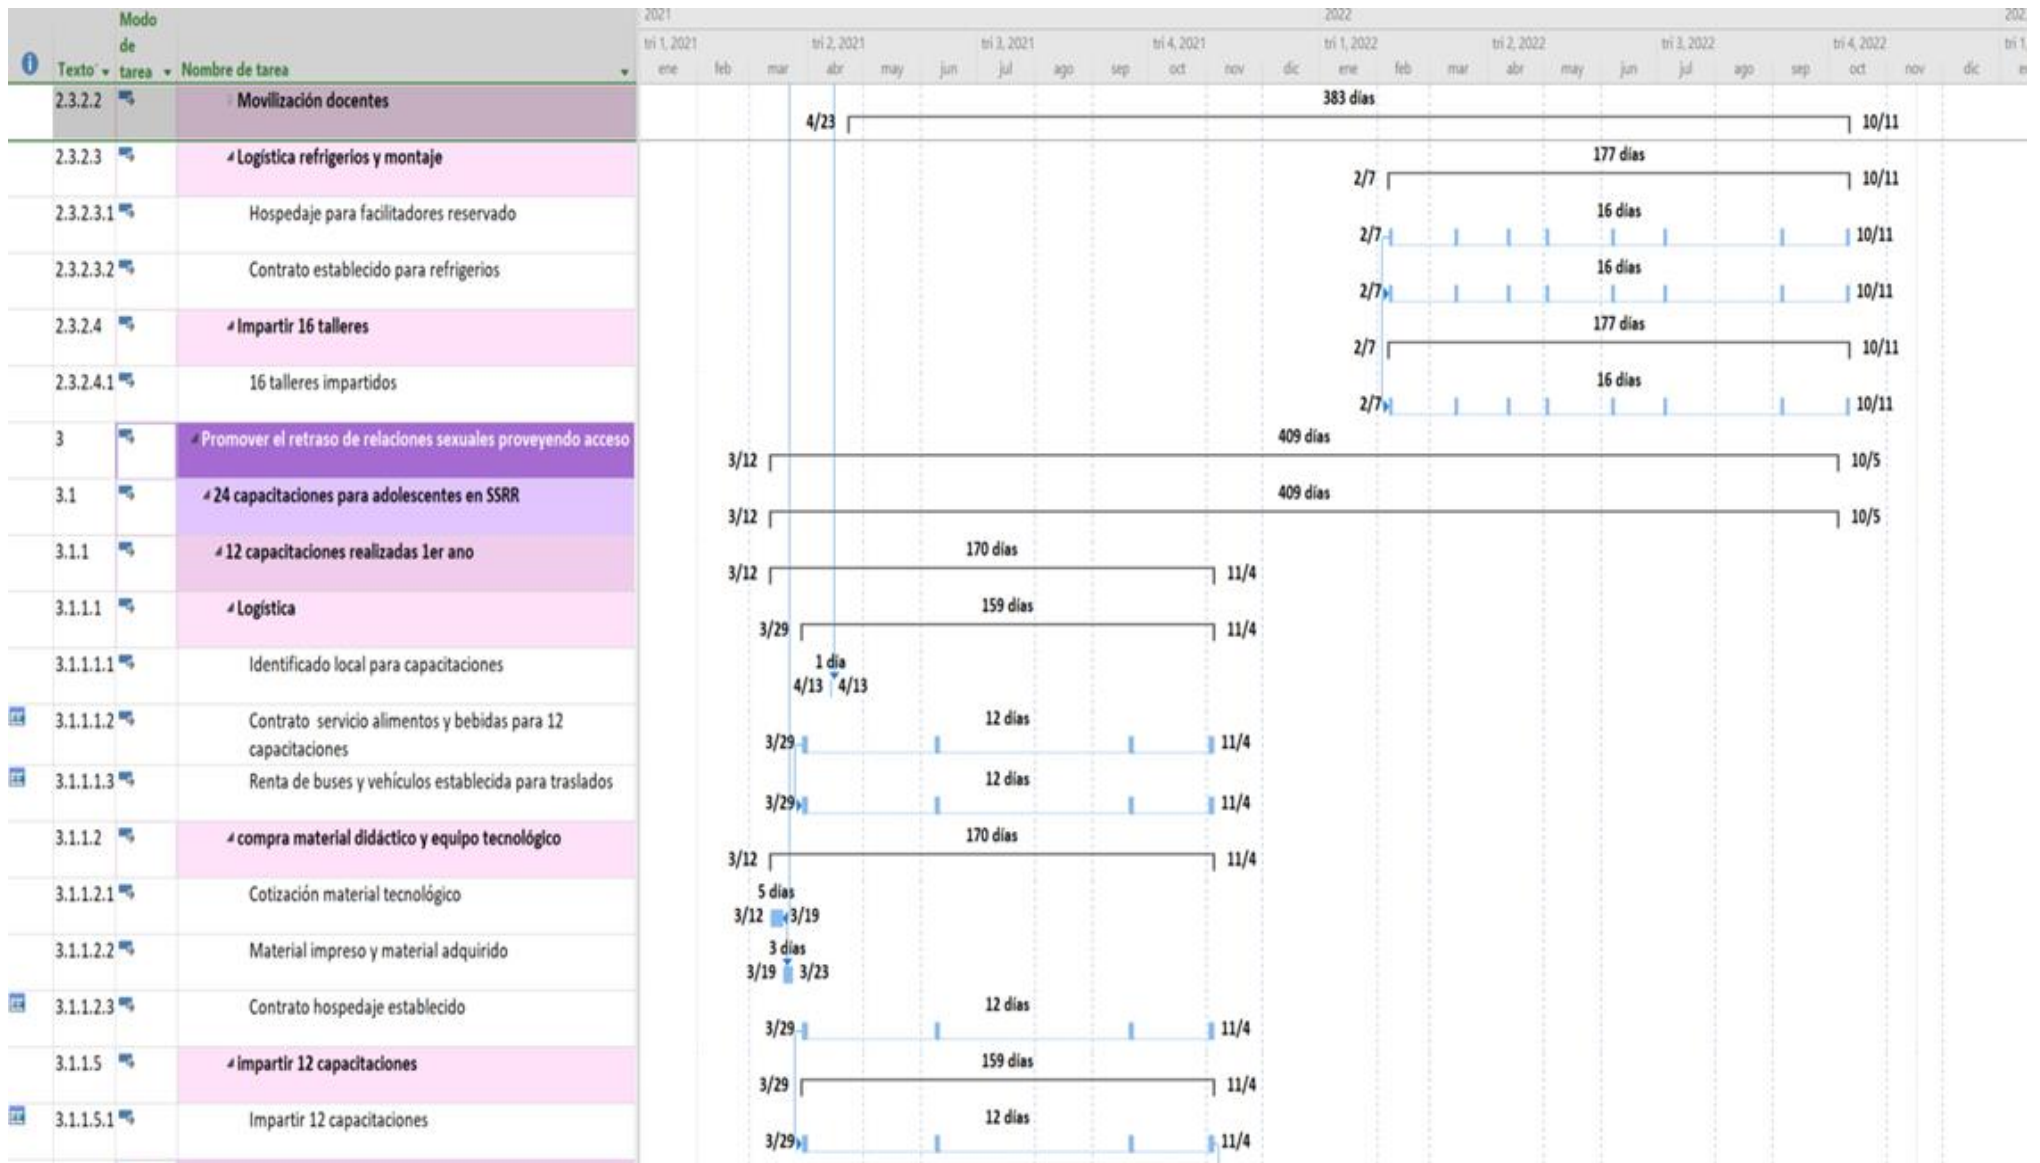 Modo de tarea
Texto
Nombre de tarea
2021
2022
202
tri 1, 2021
tri 2, 2021
tri 3, 2021
tri 4, 2021
tri 1, 2022
tri 2, 2022
tri 3, 2022
tri 4, 2022
tri 1
ene feb mar abr may jun jul ago sep oct nov dic ene feb mar abr may jun jul ago sep oct nov dic e
2.3.2.2 Movilización docentes
383 días
4/23 10/11
2.3.2.3 Logística refrigerios y montaje
177 días
2/7 10/11
2.3.2.3.1 Hospedaje para facilitadores reservado
16 días
2/7 10/11
2.3.2.3.2 Contrato establecido para refrigerios
16 días
2/7 10/11
2.3.2.4 Impartir 16 talleres
177 días
2/7 10/11
2.3.2.4.1 16 talleres impartidos
16 días
2/7 10/11
3 Promover el retraso de relaciones sexuales proveyendo acceso
409 días
3/12 10/5
3.1 24 capacitaciones para adolescentes en SSRR
409 días
3/12 10/5
3.1.1 12 capacitaciones realizadas 1er ano
170 días
3/12 11/4
3.1.1.1 Logística
159 días
3/29 11/4
3.1.1.1.1 Identificado local para capacitaciones
1 día
4/13 4/13
3.1.1.1.2 Contrato servicio alimentos y bebidas para 12
capacitaciones
12 días
3/29 11/4
3.1.1.1.3 Renta de buses y vehículos establecida para traslados
12 días
3/29 11/4
3.1.1.2 compra material didáctico y equipo tecnológico
170 días
3/12 11/4
3.1.1.2.1 Cotización material tecnológico
5 días
3/12 3/19
3.1.1.2.2 Material impreso y material adquirido
3 días
3/19 3/23
3.1.1.2.3 Contrato hospedaje establecido
12 días
3/29 11/4
3.1.1.5 impartir 12 capacitaciones
159 días
3/29 11/4
3.1.1.5.1 Impartir 12 capacitaciones
12 días
3/29 11/4